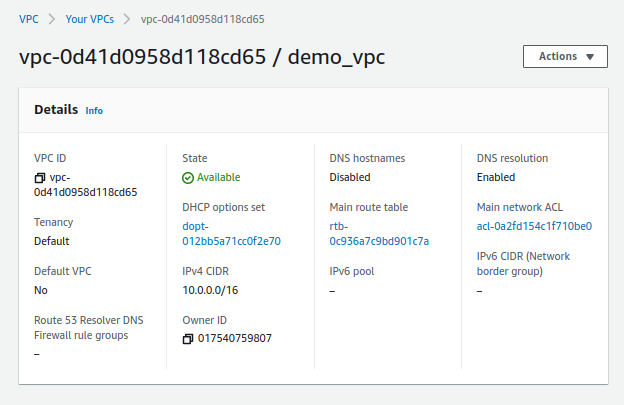 VPC > Your VPCs > vpc-0d41d0958d118cd65
vpc-0d41d0958d118cd65 / demo_vpc
Actions
Details Info
VPC ID
vpc-
0d41d0958d118cd65
Tenancy
Default
Default VPC
No
Route 53 Resolver DNS
Firewall rule groups
–
State
Available
DHCP options set
dopt-
012bb5a71cc0f2e70
IPv4 CIDR
10.0.0.0/16
Owner ID
017540759807
DNS hostnames
Disabled
Main route table
rtb-
0c936a7c9bd901c7a
IPv6 pool
–
DNS resolution
Enabled
Main network ACL
acl-0a2fd154c1f710be0
IPv6 CIDR (Network
border group)
–